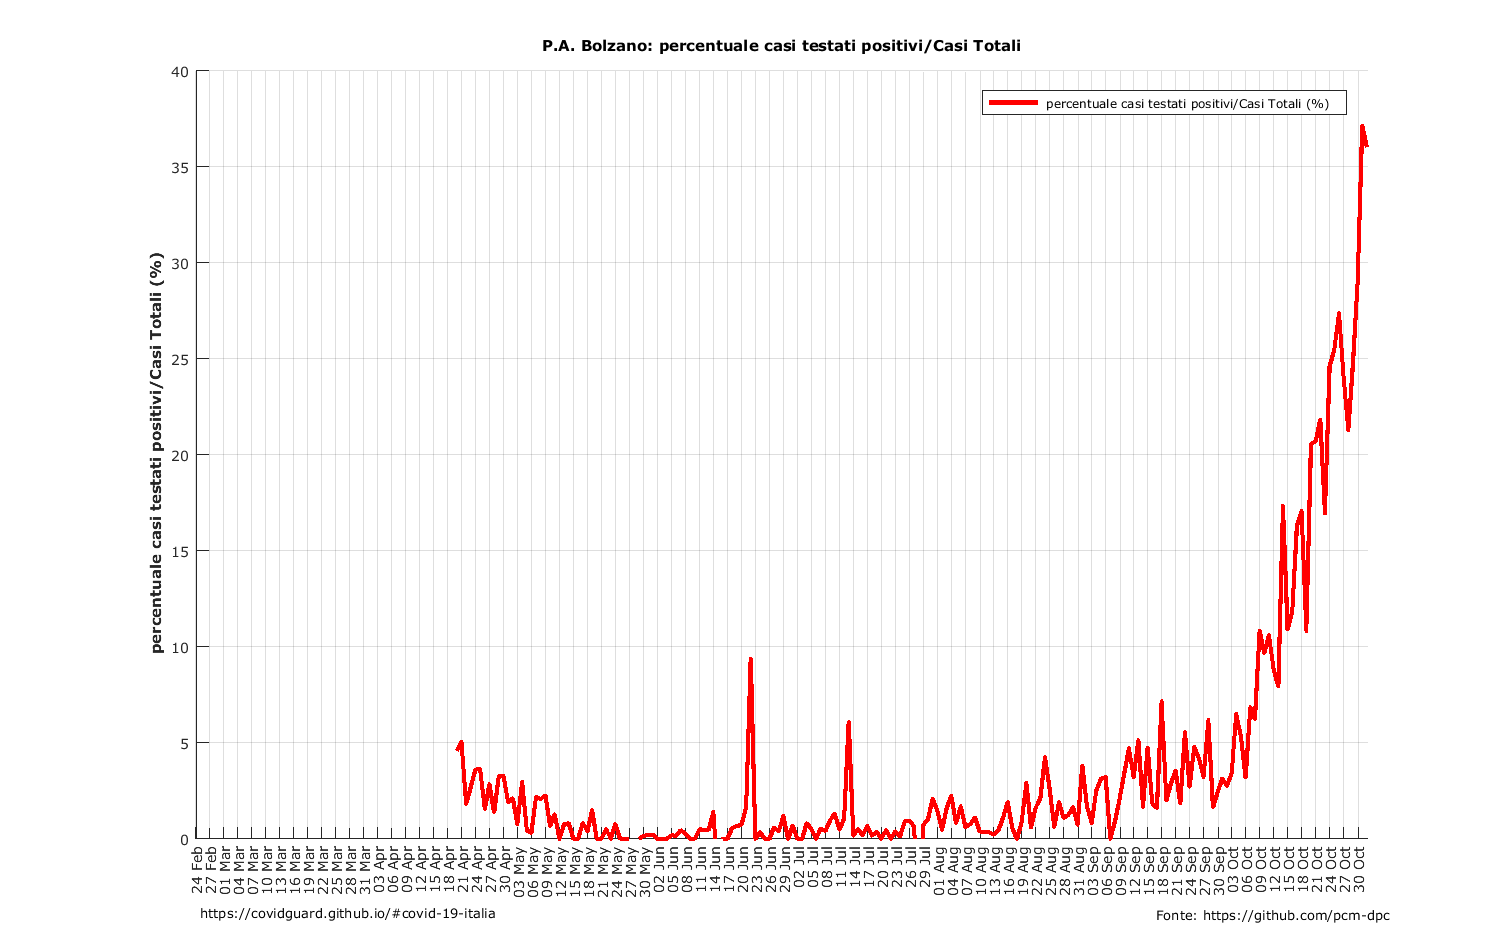 P.A. Bolzano: percentuale casi testati positivi/Casi Totali
percentuale casi testati positivi/Casi Totali (%)
percentuale casi testati positivi/Casi Totali (%)
40
35
30
25
20
15
10
5
0
24 Feb
27 Feb
01 Mar
04 Mar
07 Mar
10 Mar
13 Mar
16 Mar
19 Mar
22 Mar
25 Mar
28 Mar
31 Mar
03 Apr
06 Apr
09 Apr
12 Apr
15 Apr
18 Apr
21 Apr
24 Apr
27 Apr
30 Apr
03 May
06 May
09 May
12 May
15 May
18 May
21 May
24 May
27 May
30 May
02 Jun
05 Jun
08 Jun
11 Jun
14 Jun
17 Jun
20 Jun
23 Jun
26 Jun
29 Jun
02 Jul
05 Jul
08 Jul
11 Jul
14 Jul
17 Jul
20 Jul
23 Jul
26 Jul
29 Jul
01 Aug
04 Aug
07 Aug
10 Aug
13 Aug
16 Aug
19 Aug
22 Aug
25 Aug
28 Aug
31 Aug
03 Sep
06 Sep
09 Sep
12 Sep
15 Sep
18 Sep
21 Sep
24 Sep
27 Sep
30 Sep
03 Oct
06 Oct
09 Oct
12 Oct
15 Oct
18 Oct
21 Oct
24 Oct
27 Oct
30 Oct
https://covidguard.github.io/#covid-19-italia
Fonte: https://github.com/pcm-dpc